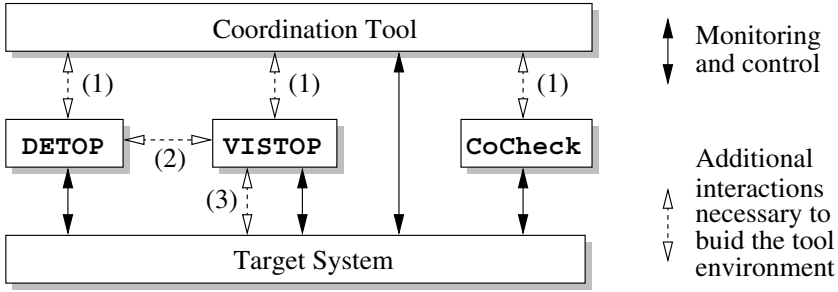 Coordination Tool
(1)
(1)
(1)
Monitoring
and control
DETOP
(2)
VISTOP
CoCheck
(3)
Additional
interactions
necessary to
buid the tool
environment
Target System